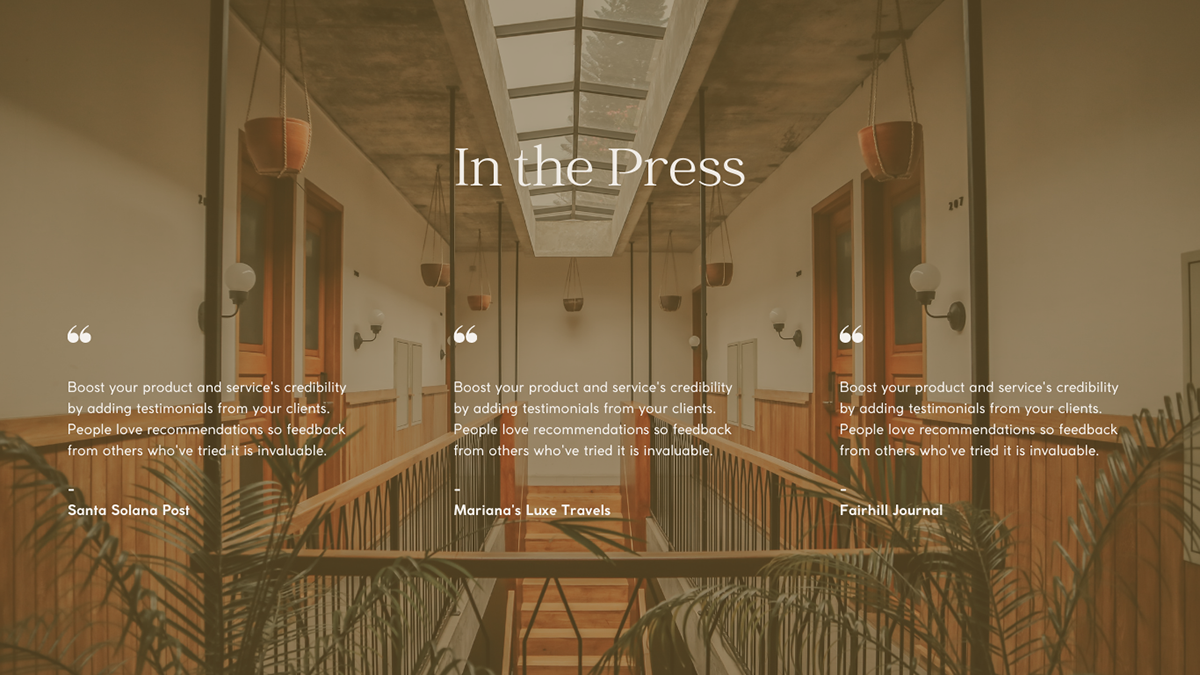 In the Press
❝
Boost your product and service's credibility
by adding testimonials from your clients.
People love recommendations so feedback
from others who've tried it is invaluable.
-
Santa Solana Post
❝
Boost your product and service's credibility
by adding testimonials from your clients.
People love recommendations so feedback
from others who've tried it is invaluable.
-
Mariana's Luxe Travels
❝
Boost your product and service's credibility
by adding testimonials from your clients.
People love recommendations so feedback
from others who've tried it is invaluable.
-
Fairhill Journal
207